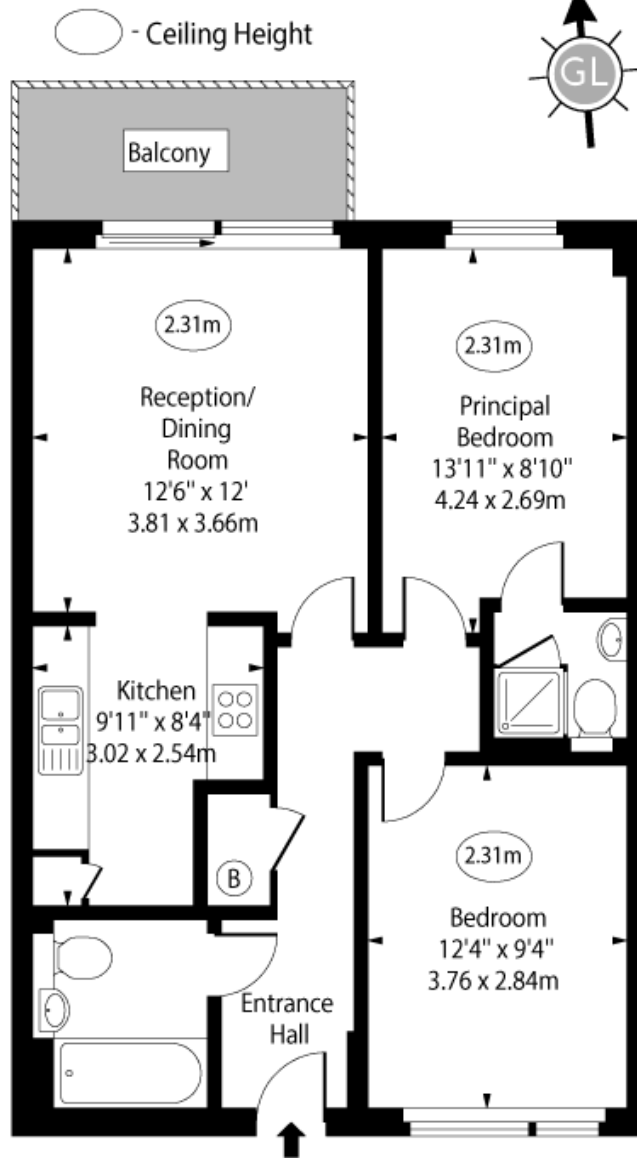 - Ceiling Height
GL
Balcony
2.31m
Reception/
Dining
Room
12'6" x 12'
3.81 x 3.66m
2.31m
Principal
Bedroom
13'11" x 8'10"
4.24 x 2.69m
Kitchen
9'11" x 8'4"
3.02 x 2.54m
B
2.31m
Bedroom
12'4" x 9'4"
3.76 x 2.84m
Entrance
Hall